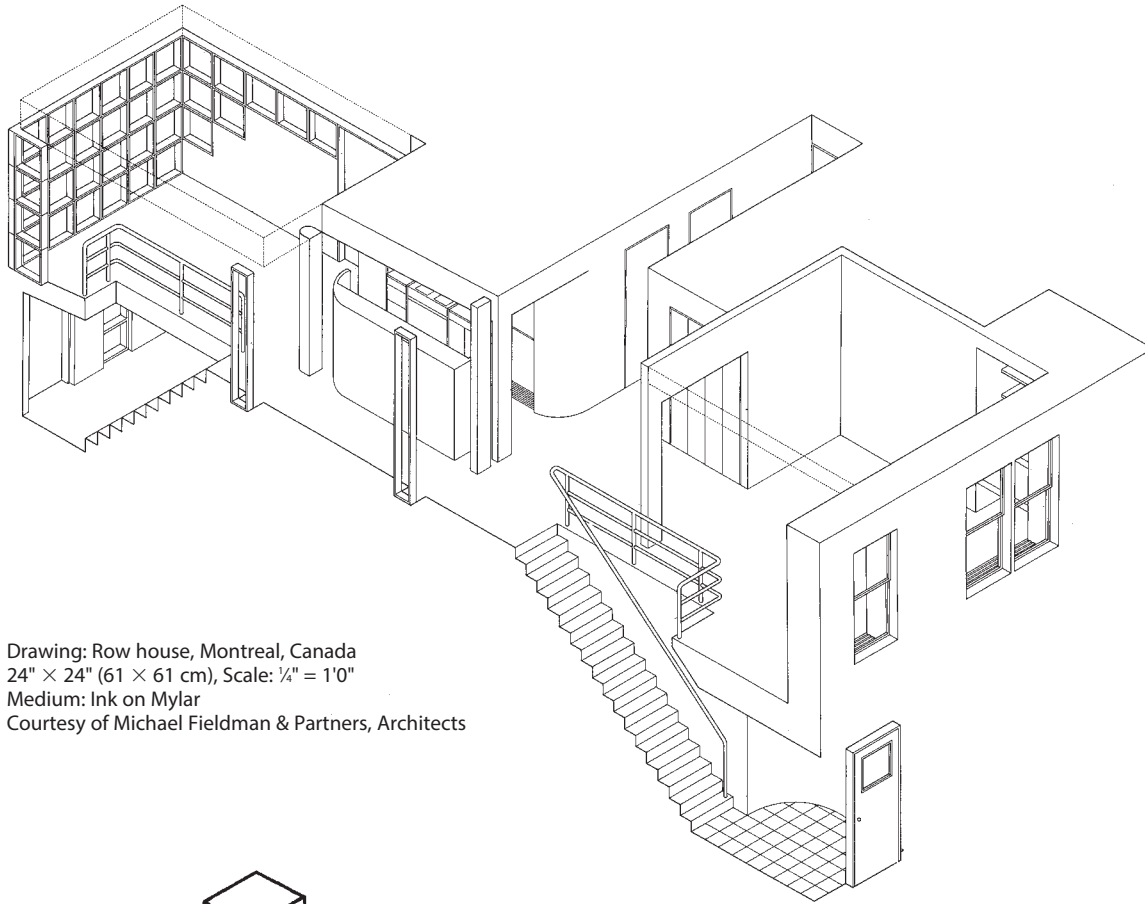 Drawing: Row house, Montreal, Canada
24" × 24" (61 × 61 cm), Scale: ¼" = 1'0"
Medium: Ink on Mylar
Courtesy of Michael Fieldman & Partners, Architects